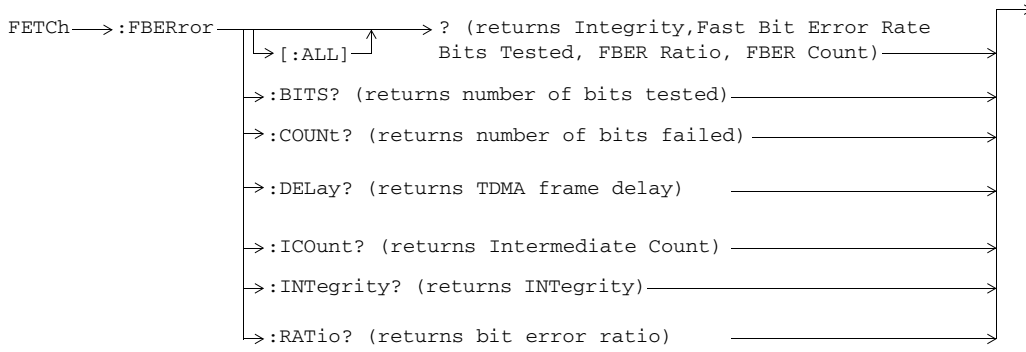 FETCh :FBERror ? (returns Integrity,Fast Bit Error Rate
[:ALL] Bits Tested, FBER Ratio, FBER Count)
:BITS? (returns number of bits tested)
:COUNt? (returns number of bits failed)
:DELay? (returns TDMA frame delay)
:ICOunt? (returns Intermediate Count)
:INTegrity? (returns INTegrity)
:RATio? (returns bit error ratio)